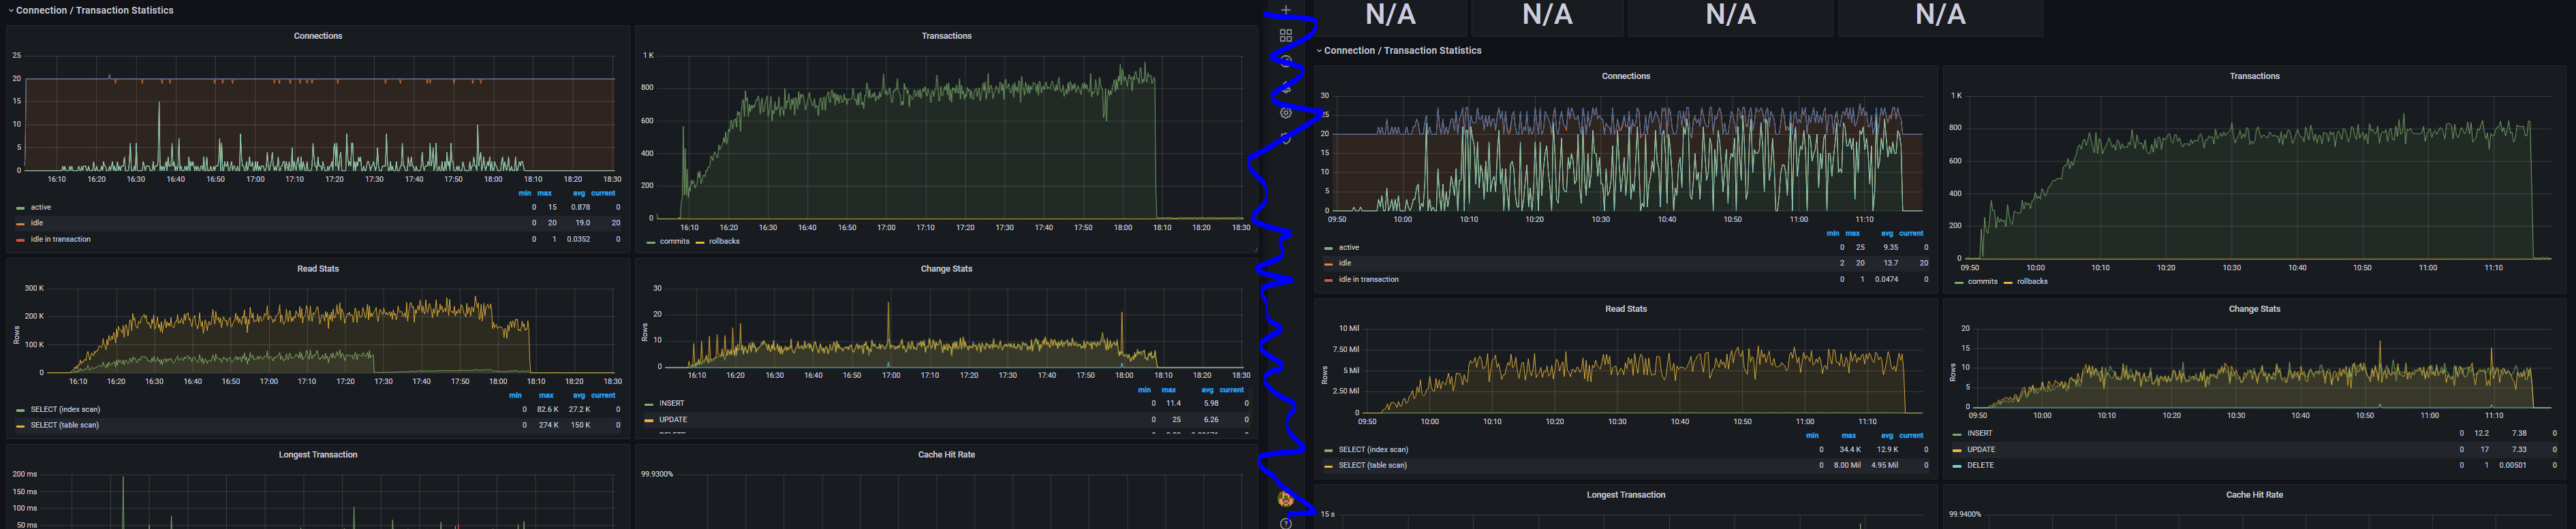 Connection / Transaction Statistics
Connections
25
20
15
10
5
0
16:10 16:20 16:30 16:40 16:50 17:00 17:10 17:20 17:30 17:40 17:50 18:00 18:10 18:20 18:30
min max avg current
active 0 15 0.878 0
idle 0 20 19.0 20
idle in transaction 0 1 0.0352 0
Transactions
1 K
800
600
400
200
0
16:10 16:20 16:30 16:40 16:50 17:00 17:10 17:20 17:30 17:40 17:50 18:00 18:10 18:20 18:30
commits rollbacks
Read Stats
Rows
300 K
200 K
100 K
0
16:10 16:20 16:30 16:40 16:50 17:00 17:10 17:20 17:30 17:40 17:50 18:00 18:10 18:20 18:30
min max avg current
SELECT (index scan) 0 82.6 K 27.2 K 0
SELECT (table scan) 0 274 K 150 K 0
Change Stats
Rows
30
20
10
0
16:10 16:20 16:30 16:40 16:50 17:00 17:10 17:20 17:30 17:40 17:50 18:00 18:10 18:20 18:30
min max avg current
INSERT 0 11.4 5.98 0
UPDATE 0 25 6.26 0
Longest Transaction
200 ms
150 ms
100 ms
50 ms
Cache Hit Rate
99.9300%
N/A N/A N/A N/A
Connection / Transaction Statistics
Connections
30
25
20
15
10
5
0
09:50 10:00 10:10 10:20 10:30 10:40 10:50 11:00 11:10
min max avg current
active 0 25 9.35 0
idle 2 20 13.7 20
idle in transaction 0 1 0.0474 0
Transactions
1 K
800
600
400
200
0
09:50 10:00 10:10 10:20 10:30 10:40 10:50 11:00 11:10
commits rollbacks
Read Stats
Rows
10 Mil
7.50 Mil
5 Mil
2.50 Mil
0
09:50 10:00 10:10 10:20 10:30 10:40 10:50 11:00 11:10
min max avg current
SELECT (index scan) 0 34.4 K 12.9 K 0
SELECT (table scan) 0 8.00 Mil 4.95 Mil 0
Change Stats
Rows
20
15
10
5
0
09:50 10:00 10:10 10:20 10:30 10:40 10:50 11:00 11:10
INSERT 0 12.2 7.38 0
UPDATE 0 17 7.33 0
DELETE 0 1 0.00501 0
Longest Transaction
15 s
Cache Hit Rate
99.9400%